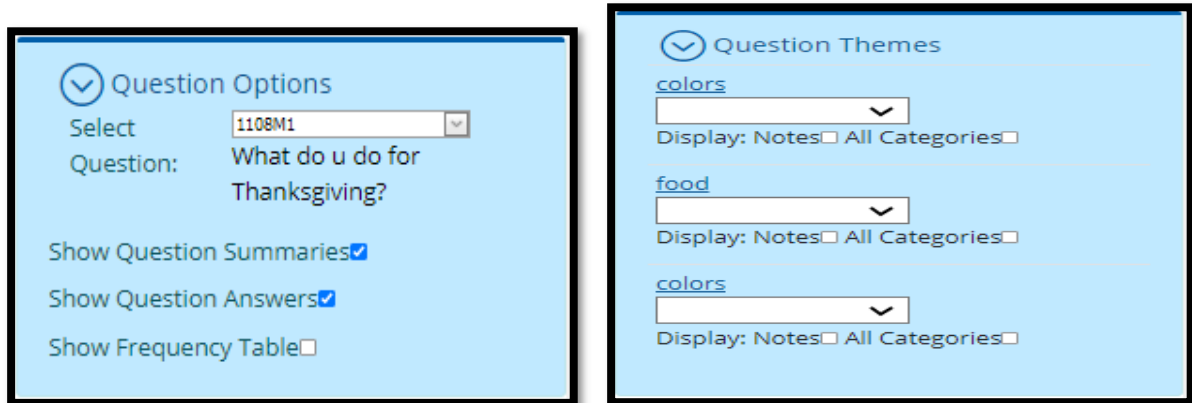 Question Options
Select
Question:
1108M1
What do u do for
Thanksgiving?
Show Question Summaries
Show Question Answers
Show Frequency Table
Question Themes
colors
Display: Notes All Categories
food
Display: Notes All Categories
colors
Display: Notes All Categories